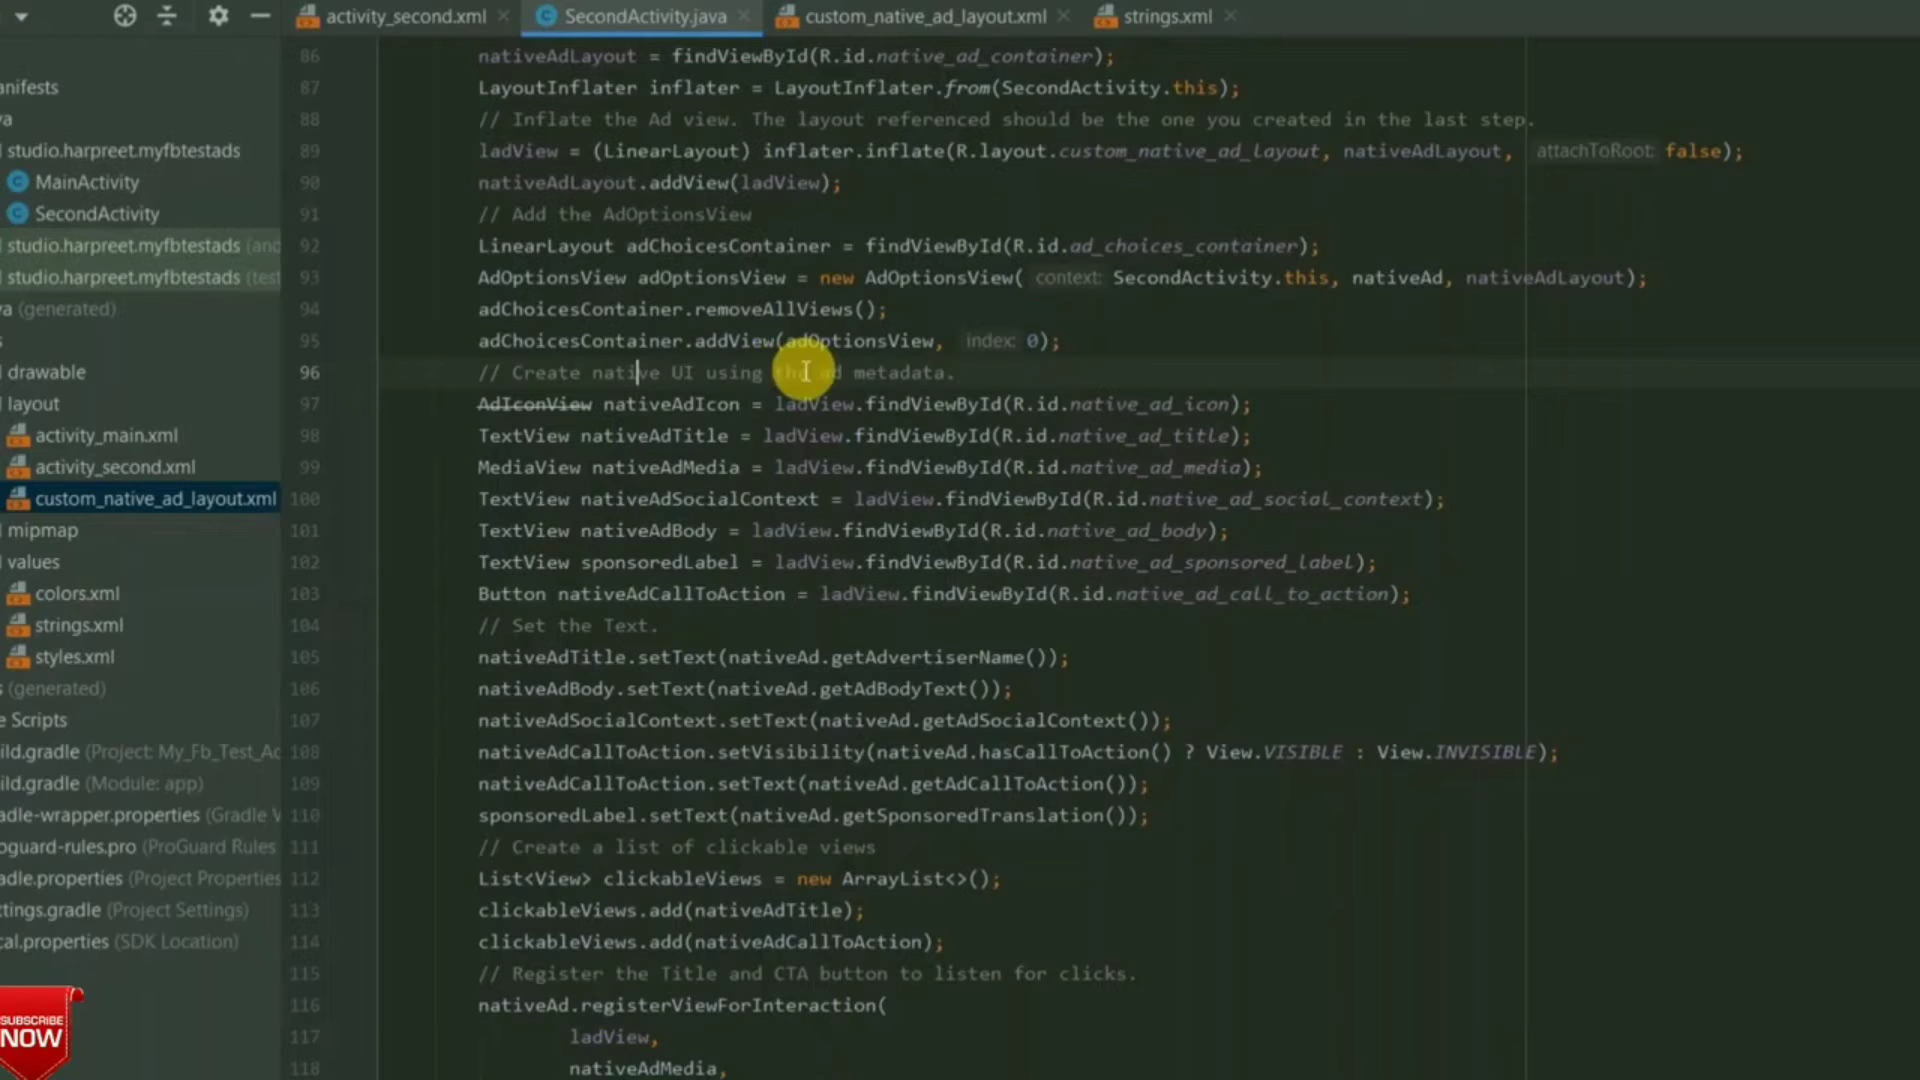 activity_second.xml
SecondActivity.java
custom_native_ad_layout.xml
strings.xml
anifests
va
studio.harpreet.myfbtestads
MainActivity
SecondActivity
studio.harpreet.myfbtestads (and
studio.harpreet.myfbtestads (test
va (generated)
s
drawable
layout
activity_main.xml
activity_second.xml
custom_native_ad_layout.xml
mipmap
values
colors.xml
strings.xml
styles.xml
s (generated)
e Scripts
ild.gradle (Project: My_Fb_Test_Ad
ild.gradle (Module: app)
adle-wrapper.properties (Gradle V
oguard-rules.pro (ProGuard Rules
adle.properties (Project Properties
ttings.gradle (Project Settings)
cal.properties (SDK Location)
86 nativeAdLayout = findViewById(R.id.native_ad_container);
87 LayoutInflater inflater = LayoutInflater.from(SecondActivity.this);
88 // Inflate the Ad view. The layout referenced should be the one you created in the last step.
89 ladView = (LinearLayout) inflater.inflate(R.layout.custom_native_ad_layout, nativeAdLayout, attachToRoot: false);
90 nativeAdLayout.addView(ladView);
91 // Add the AdOptionsView
92 LinearLayout adChoicesContainer = findViewById(R.id.ad_choices_container);
93 AdOptionsView adOptionsView = new AdOptionsView( context: SecondActivity.this, nativeAd, nativeAdLayout);
94 adChoicesContainer.removeAllViews();
95 adChoicesContainer.addView(adOptionsView, index: 0);
96 // Create native UI using the ad metadata.
97 AdIconView nativeAdIcon = ladView.findViewById(R.id.native_ad_icon);
98 TextView nativeAdTitle = ladView.findViewById(R.id.native_ad_title);
99 MediaView nativeAdMedia = ladView.findViewById(R.id.native_ad_media);
100 TextView nativeAdSocialContext = ladView.findViewById(R.id.native_ad_social_context);
101 TextView nativeAdBody = ladView.findViewById(R.id.native_ad_body);
102 TextView sponsoredLabel = ladView.findViewById(R.id.native_ad_sponsored_label);
103 Button nativeAdCallToAction = ladView.findViewById(R.id.native_ad_call_to_action);
104 // Set the Text.
105 nativeAdTitle.setText(nativeAd.getAdvertiserName());
106 nativeAdBody.setText(nativeAd.getAdBodyText());
107 nativeAdSocialContext.setText(nativeAd.getAdSocialContext());
108 nativeAdCallToAction.setVisibility(nativeAd.hasCallToAction() ? View.VISIBLE : View.INVISIBLE);
109 nativeAdCallToAction.setText(nativeAd.getAdCallToAction());
110 sponsoredLabel.setText(nativeAd.getSponsoredTranslation());
111 // Create a list of clickable views
112 List<View> clickableViews = new ArrayList<>();
113 clickableViews.add(nativeAdTitle);
114 clickableViews.add(nativeAdCallToAction);
115 // Register the Title and CTA button to listen for clicks.
116 nativeAd.registerViewForInteraction(
117 ladView,
118 nativeAdMedia,
SUBSCRIBE
NOW